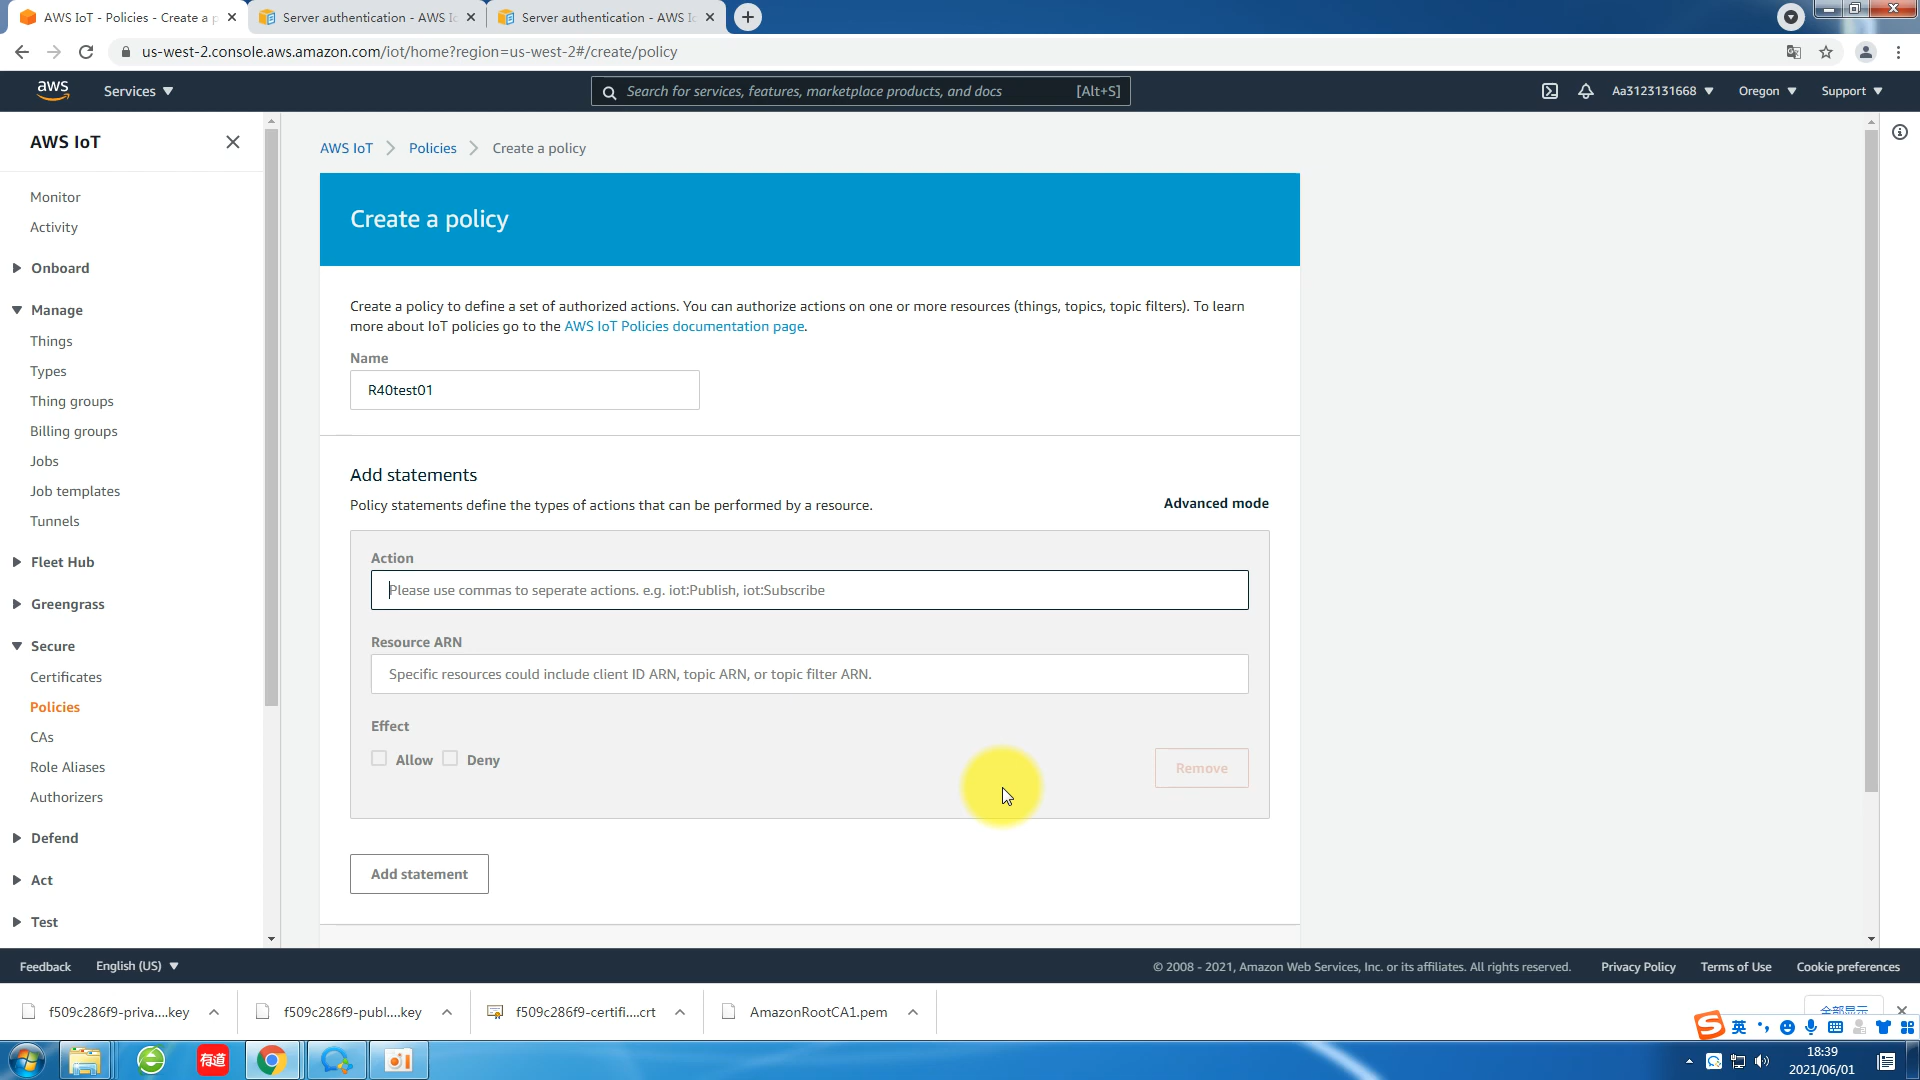 AWS IoT - Policies - Create a p
Server authentication - AWS Io
Server authentication - AWS Io
us-west-2.console.aws.amazon.com/iot/home?region=us-west-2#/create/policy
aws
Services
Search for services, features, marketplace products, and docs
[Alt+S]
Aa3123131668
Oregon
Support
AWS IoT
Monitor
Activity
Onboard
Manage
Things
Types
Thing groups
Billing groups
Jobs
Job templates
Tunnels
Fleet Hub
Greengrass
Secure
Certificates
Policies
CAs
Role Aliases
Authorizers
Defend
Act
Test
AWS IoT
Policies
Create a policy
Create a policy
Create a policy to define a set of authorized actions. You can authorize actions on one or more resources (things, topics, topic filters). To learn
more about IoT policies go to the AWS IoT Policies documentation page.
Name
R40test01
Add statements
Policy statements define the types of actions that can be performed by a resource.
Advanced mode
Action
Please use commas to seperate actions. e.g. iot:Publish, iot:Subscribe
Resource ARN
Specific resources could include client ID ARN, topic ARN, or topic filter ARN.
Effect
Allow
Deny
Remove
Add statement
Feedback
English (US)
© 2008 - 2021, Amazon Web Services, Inc. or its affiliates. All rights reserved.
Privacy Policy
Terms of Use
Cookie preferences
f509c286f9-priva....key
f509c286f9-publ....key
f509c286f9-certifi....crt
AmazonRootCA1.pem
全部显示
英
有道
18:39
2021/06/01